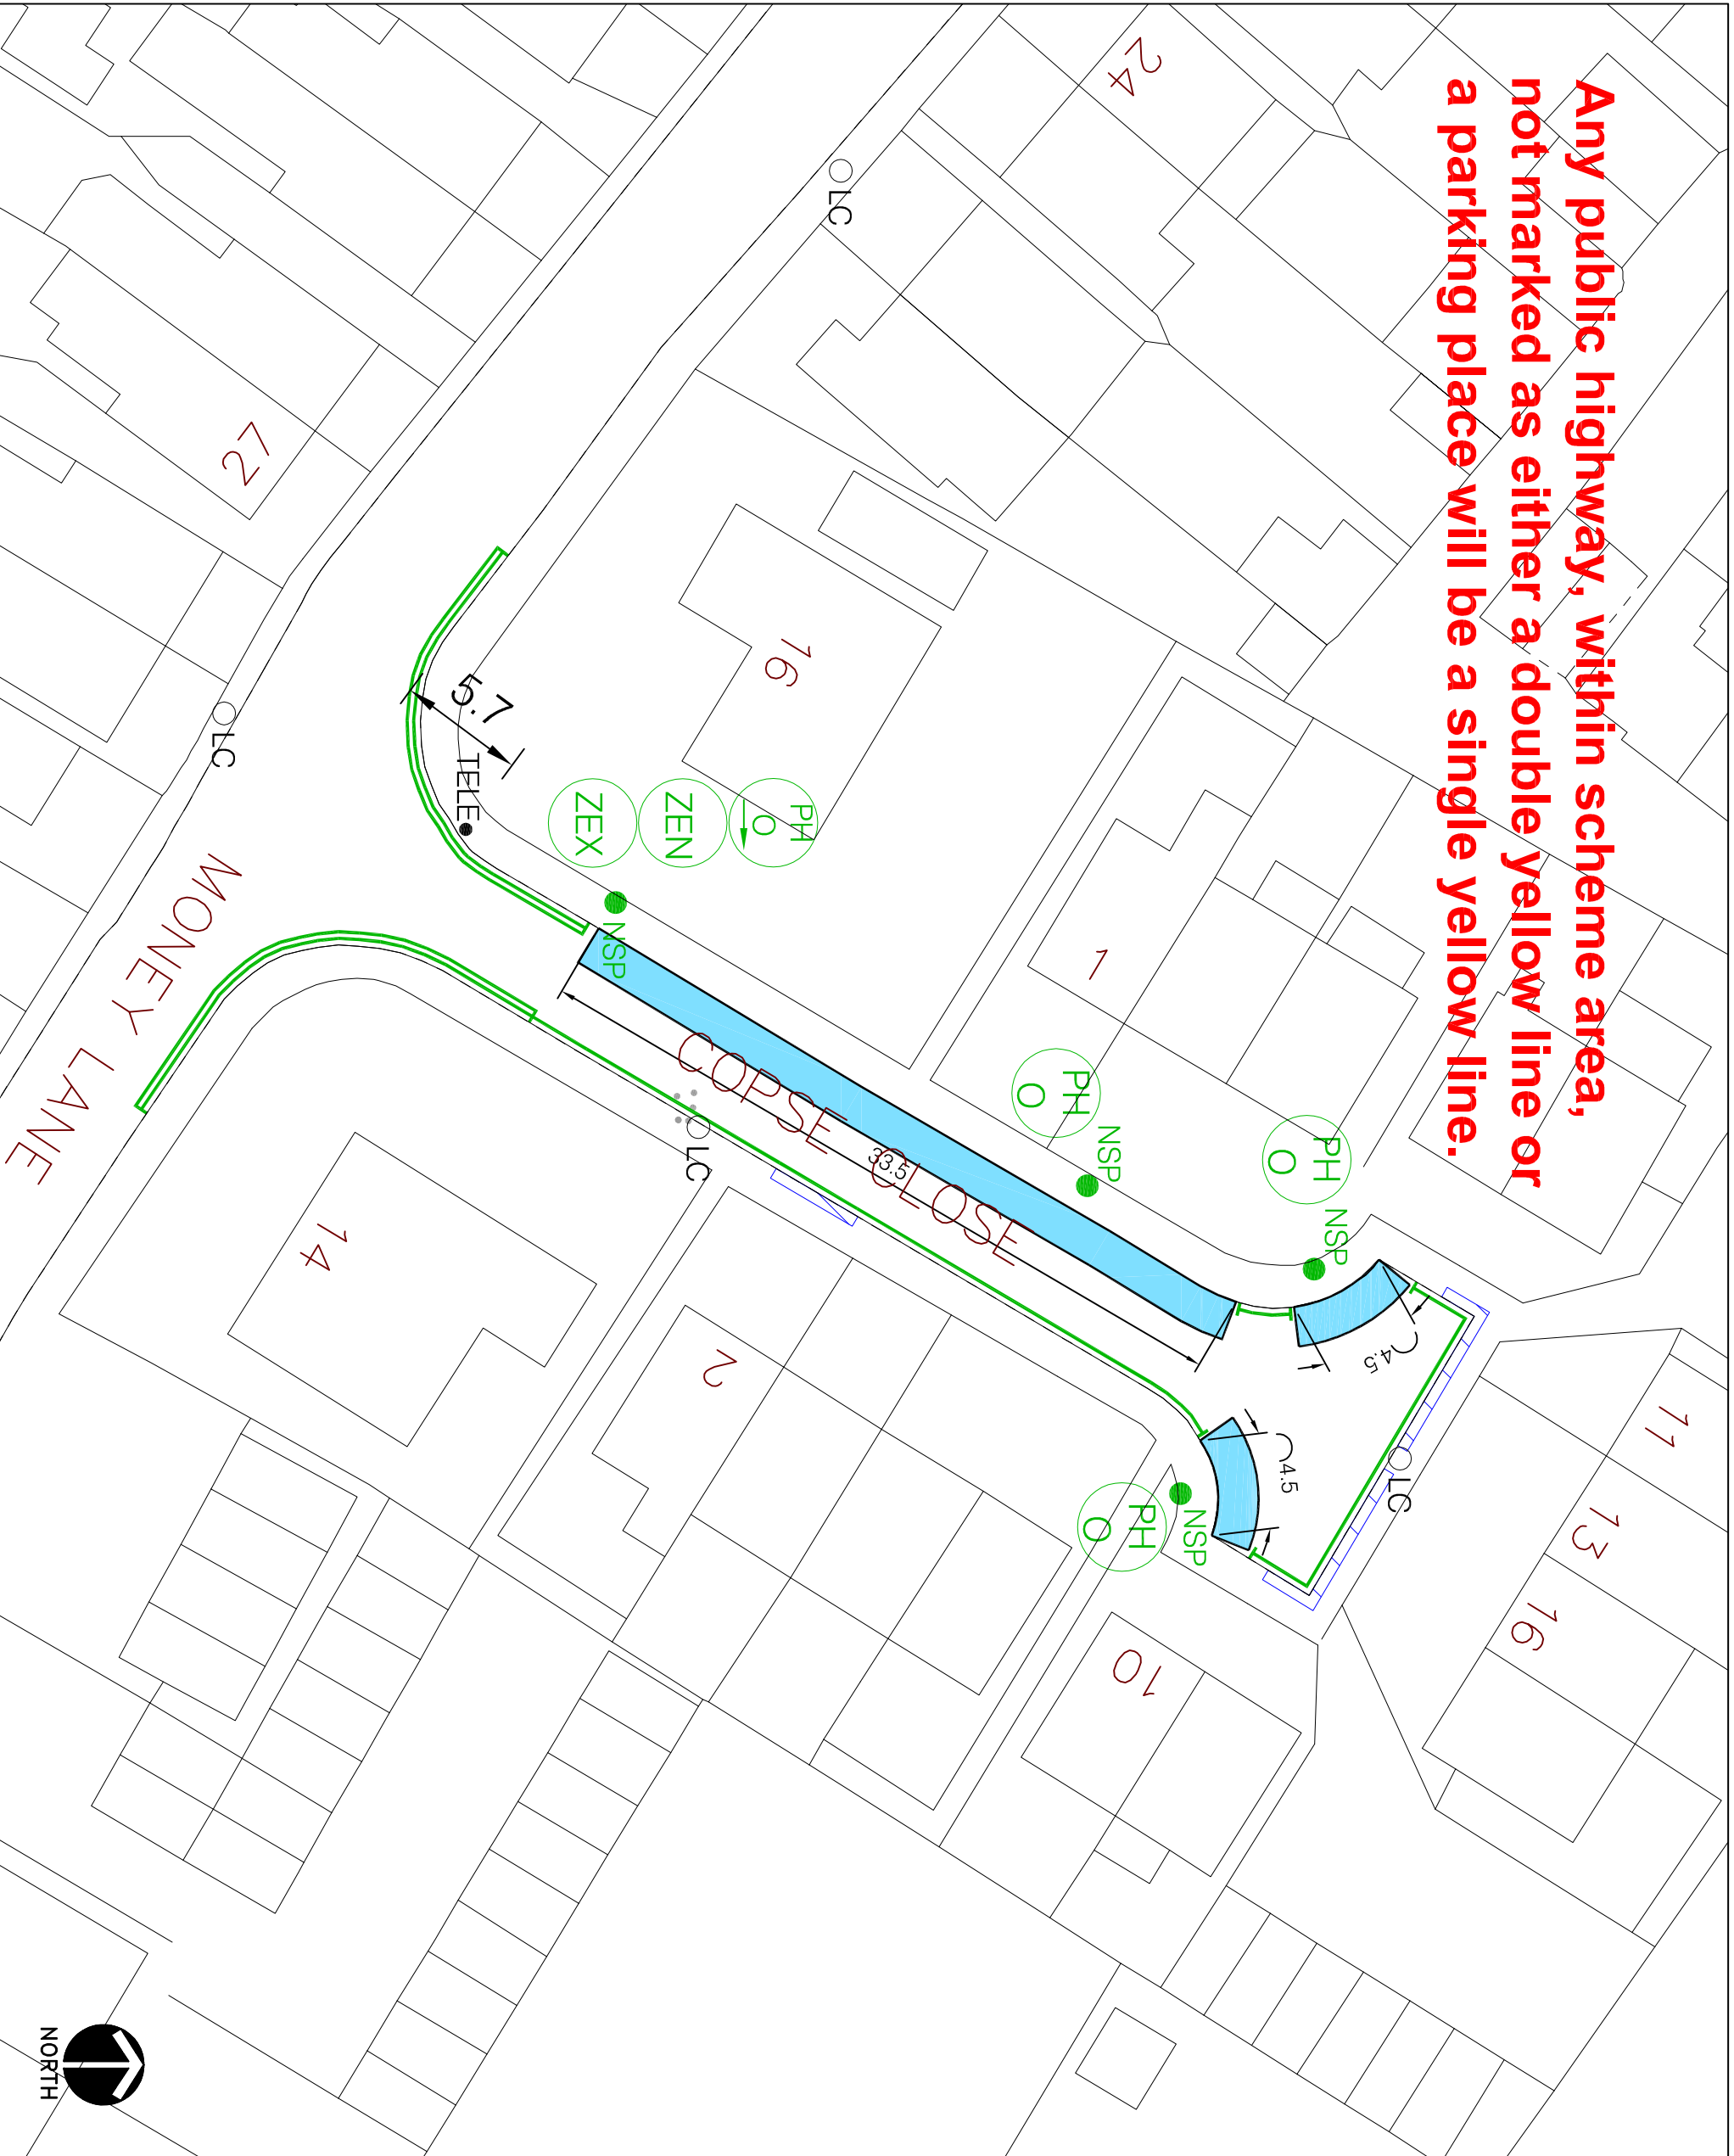 Any public highway, within scheme area,
not marked as either a double yellow line or
a parking place will be a single yellow line.
24
LC
27
16
LC
5.7
TELE
ZEX
ZEN
PH
O
NSP
1
MONEY LANE
COPSE CLOSE
33.5
LC
PH
O
NSP
PH
O
NSP
4.5
4.5
14
2
NSP
PH
O
LC
11
13
16
10
NORTH